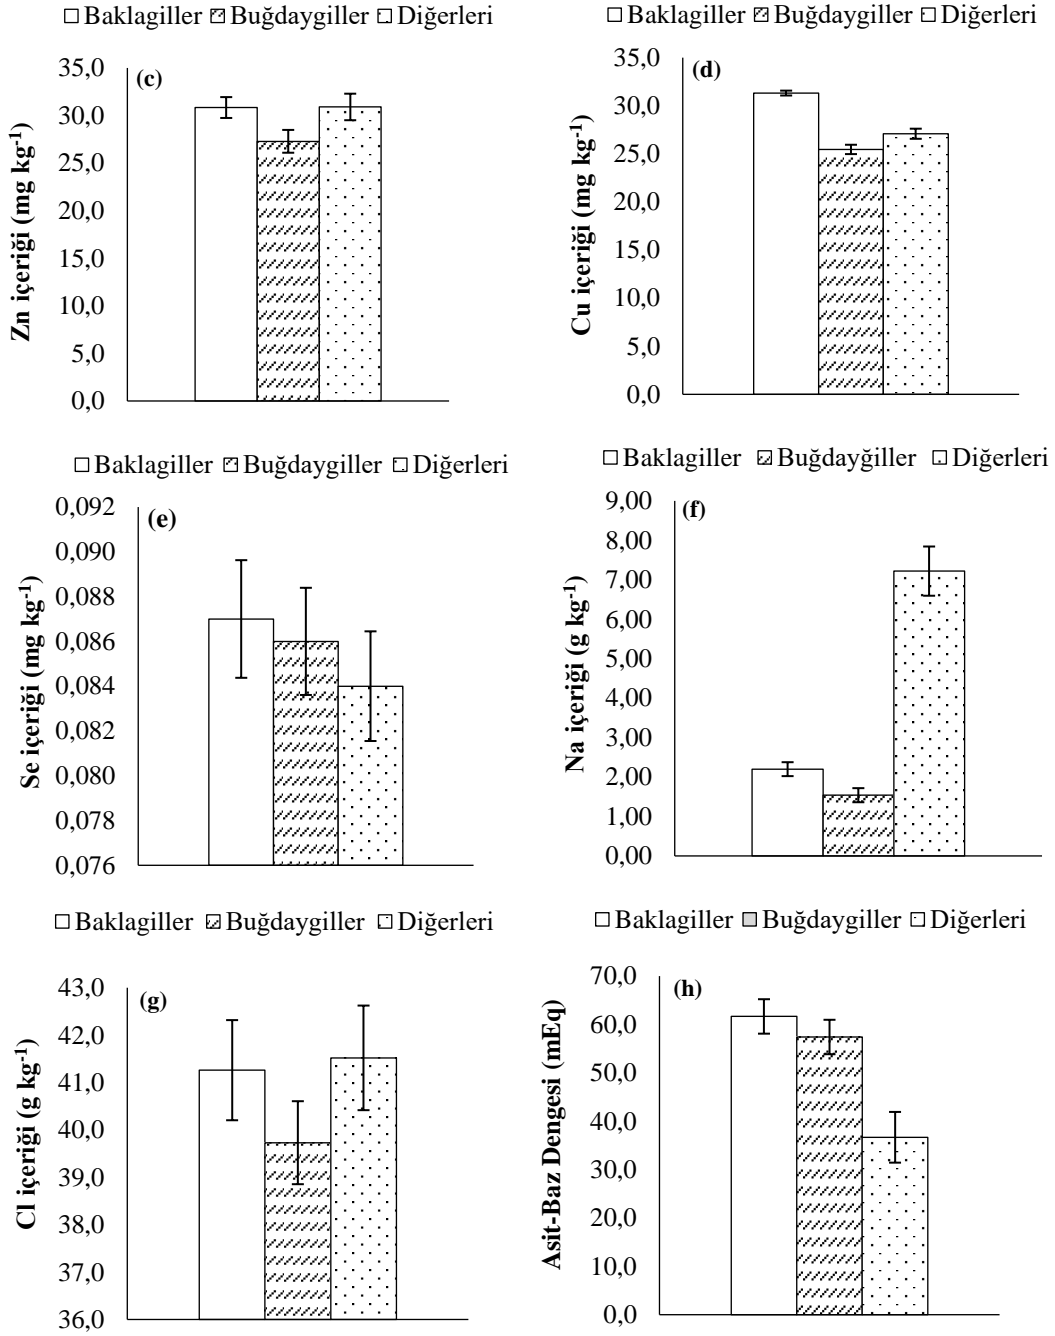 □ Baklagiller ▨ Buğdaygiller ⊡ Diğerleri
(c)
Zn içeriği (mg kg⁻¹)
35,0
30,0
25,0
20,0
15,0
10,0
5,0
0,0
□ Baklagiller ▨ Buğdaygiller ⊡ Diğerleri
(d)
Cu içeriği (mg kg⁻¹)
35,0
30,0
25,0
20,0
15,0
10,0
5,0
0,0
□ Baklagiller ▨ Buğdaygiller ⊡ Diğerleri
(e)
Se içeriği (mg kg⁻¹)
0,092
0,090
0,088
0,086
0,084
0,082
0,080
0,078
0,076
□ Baklagiller ▨ Buğdayğiller ⊡ Diğerleri
(f)
Na içeriği (g kg⁻¹)
9,00
8,00
7,00
6,00
5,00
4,00
3,00
2,00
1,00
0,00
□ Baklagiller ▨ Buğdaygiller ⊡ Diğerleri
(g)
Cl içeriği (g kg⁻¹)
43,0
42,0
41,0
40,0
39,0
38,0
37,0
36,0
□ Baklagiller ■ Buğdaygiller ⊡ Diğerleri
(h)
Asit-Baz Dengesi (mEq)
70,0
60,0
50,0
40,0
30,0
20,0
10,0
0,0